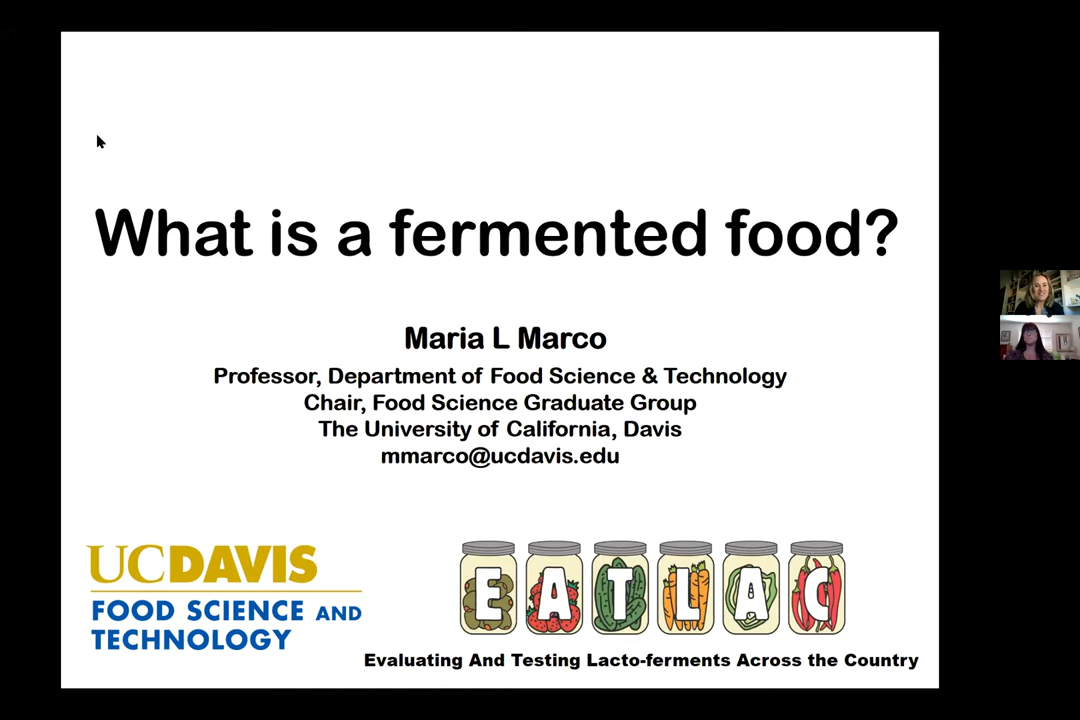 What is a fermented food?
Maria L Marco
Professor, Department of Food Science & Technology
Chair, Food Science Graduate Group
The University of California, Davis
mmarco@ucdavis.edu
UCDAVIS
FOOD SCIENCE AND
TECHNOLOGY
EATLAC
Evaluating And Testing Lacto-ferments Across the Country